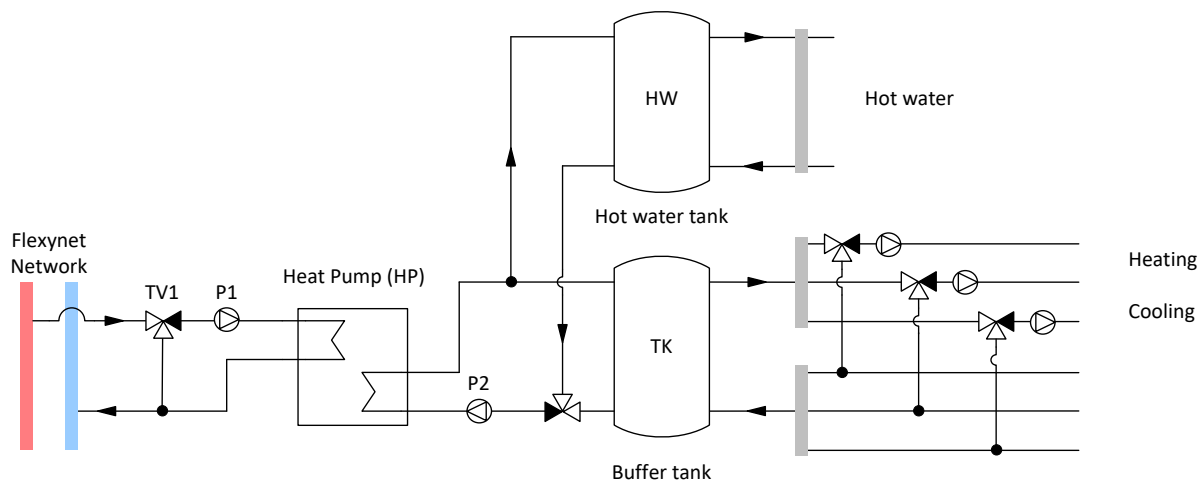 HW
Hot water
Hot water tank
Flexynet
Network
TV1
P1
Heat Pump (HP)
P2
TK
Buffer tank
Heating
Cooling